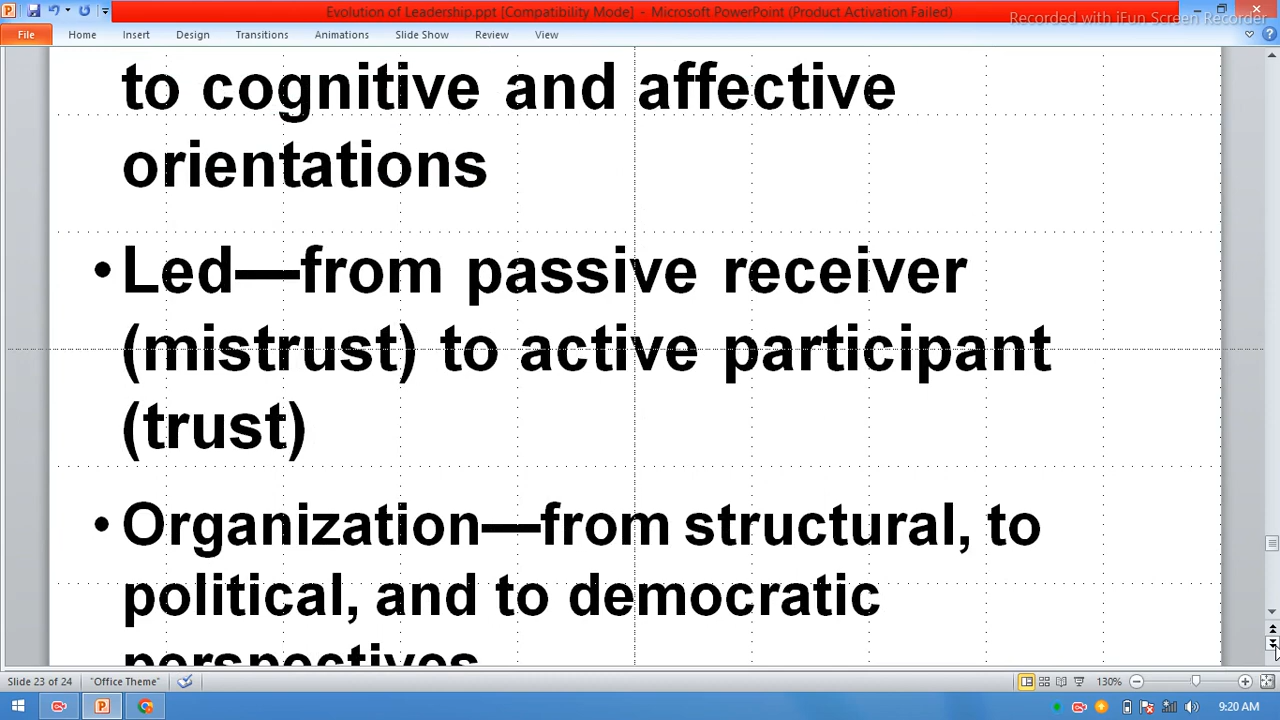 Evolution of Leadership.ppt [Compatibility Mode] - Microsoft PowerPoint (Product Activation Failed)
Recorded with iFun Screen Recorder
File Home Insert Design Transitions Animations Slide Show Review View
to cognitive and affective
orientations
• Led—from passive receiver
(mistrust) to active participant
(trust)
• Organization—from structural, to
political, and to democratic
perspectives
Slide 23 of 24 "Office Theme" 130%
9:20 AM